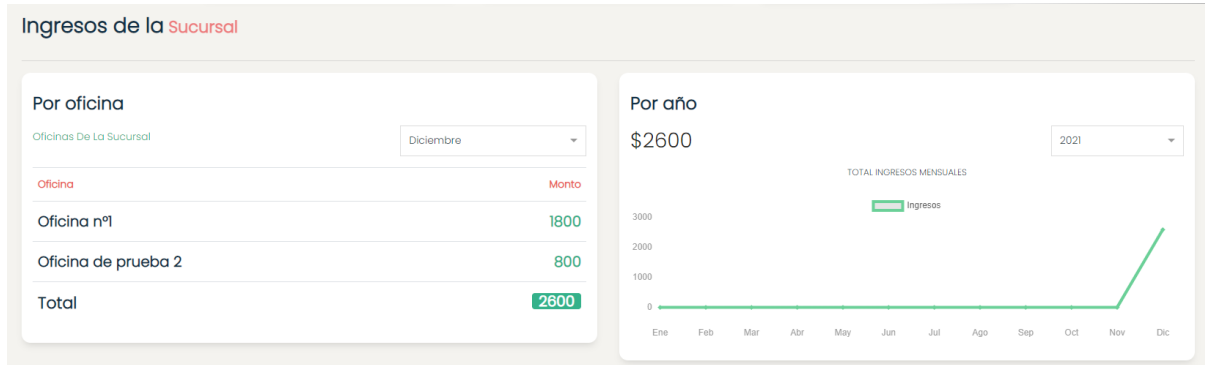 Ingresos de la Sucursal
Por oficina
Oficinas De La Sucursal
Diciembre
Oficina Monto
Oficina nº1 1800
Oficina de prueba 2 800
Total 2600
Por año
$2600
2021
TOTAL INGRESOS MENSUALES
Ingresos
3000
2000
1000
0
Ene Feb Mar Abr May Jun Jul Ago Sep Oct Nov Dic